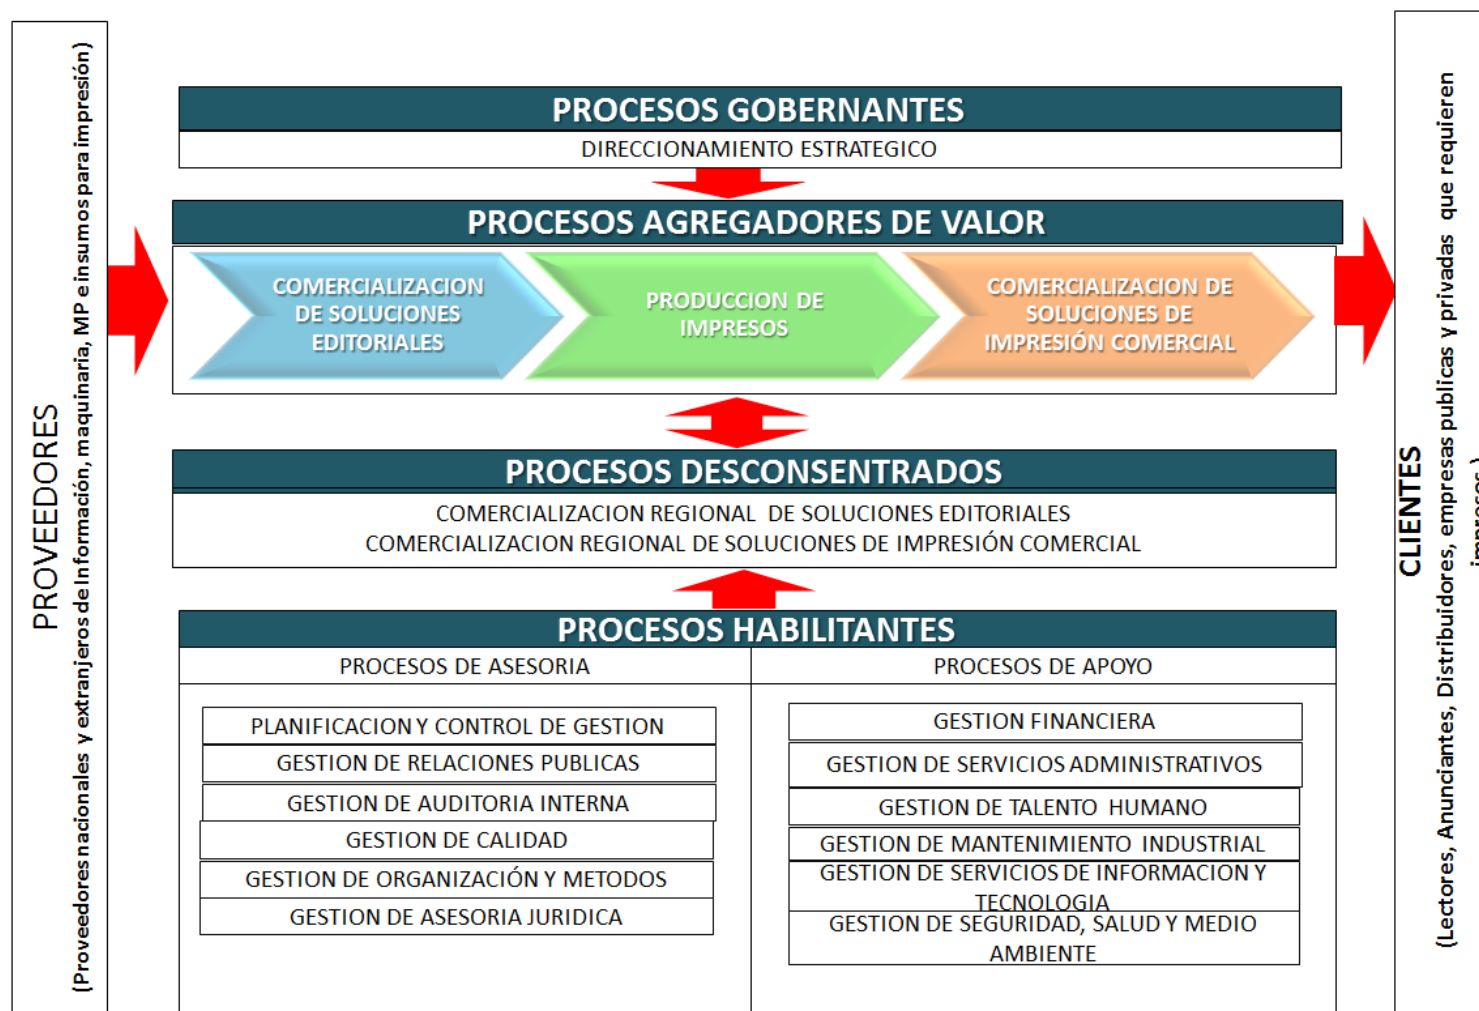 PROVEEDORES
(Proveedores nacionales y extranjeros de Información, maquinaria, MP e insumos para impresión)
PROCESOS GOBERNANTES
DIRECCIONAMIENTO ESTRATEGICO
PROCESOS AGREGADORES DE VALOR
COMERCIALIZACION
DE SOLUCIONES
EDITORIALES
PRODUCCION DE
IMPRESOS
COMERCIALIZACION DE
SOLUCIONES DE
IMPRESIÓN COMERCIAL
PROCESOS DESCONSENTRADOS
COMERCIALIZACION REGIONAL DE SOLUCIONES EDITORIALES
COMERCIALIZACION REGIONAL DE SOLUCIONES DE IMPRESIÓN COMERCIAL
PROCESOS HABILITANTES
PROCESOS DE ASESORIA
PLANIFICACION Y CONTROL DE GESTION
GESTION DE RELACIONES PUBLICAS
GESTION DE AUDITORIA INTERNA
GESTION DE CALIDAD
GESTION DE ORGANIZACIÓN Y METODOS
GESTION DE ASESORIA JURIDICA
PROCESOS DE APOYO
GESTION FINANCIERA
GESTION DE SERVICIOS ADMINISTRATIVOS
GESTION DE TALENTO HUMANO
GESTION DE MANTENIMIENTO INDUSTRIAL
GESTION DE SERVICIOS DE INFORMACION Y
TECNOLOGIA
GESTION DE SEGURIDAD, SALUD Y MEDIO
AMBIENTE
CLIENTES
(Lectores, Anunciantes, Distribuidores, empresas publicas y privadas que requieren
impresos )